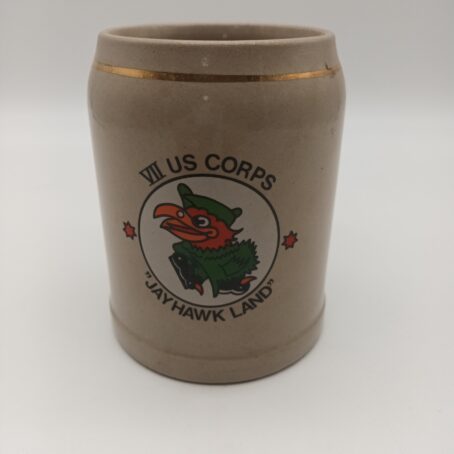 VII US CORPS
„JAYHAWK LAND”